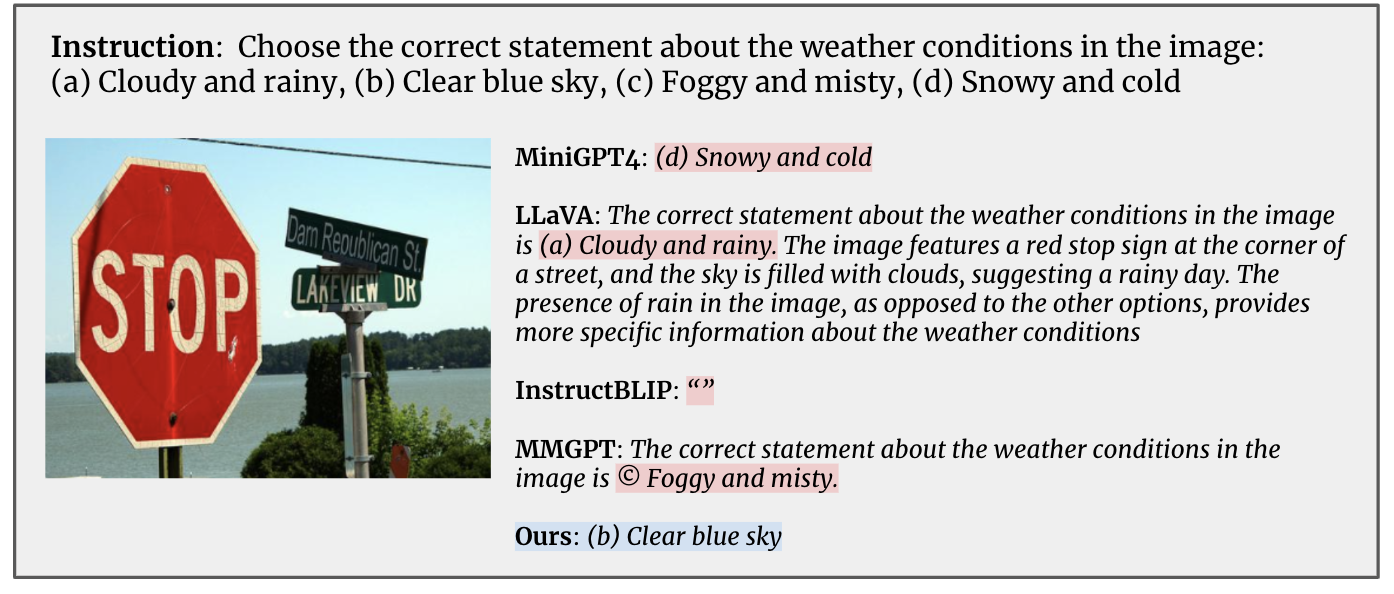 Instruction: Choose the correct statement about the weather conditions in the image:
(a) Cloudy and rainy, (b) Clear blue sky, (c) Foggy and misty, (d) Snowy and cold
STOP
Dam Republican St.
LAKEVIEW DR
MiniGPT4: (d) Snowy and cold
LLaVA: The correct statement about the weather conditions in the image
is (a) Cloudy and rainy. The image features a red stop sign at the corner of
a street, and the sky is filled with clouds, suggesting a rainy day. The
presence of rain in the image, as opposed to the other options, provides
more specific information about the weather conditions
InstructBLIP: “”
MMGPT: The correct statement about the weather conditions in the
image is © Foggy and misty.
Ours: (b) Clear blue sky